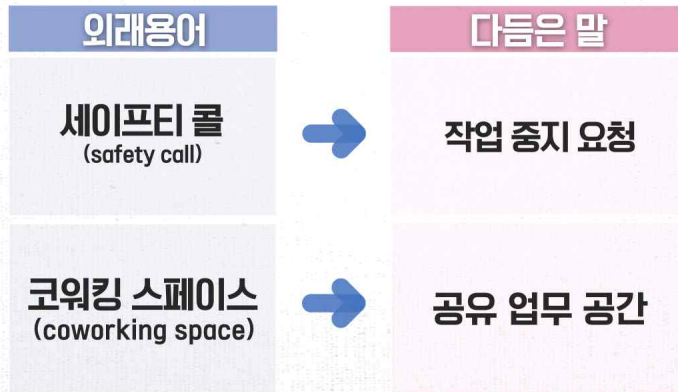 외래용어
다듬은 말
세이프티 콜
(safety call)
작업 중지 요청
코워킹 스페이스
(coworking space)
공유 업무 공간